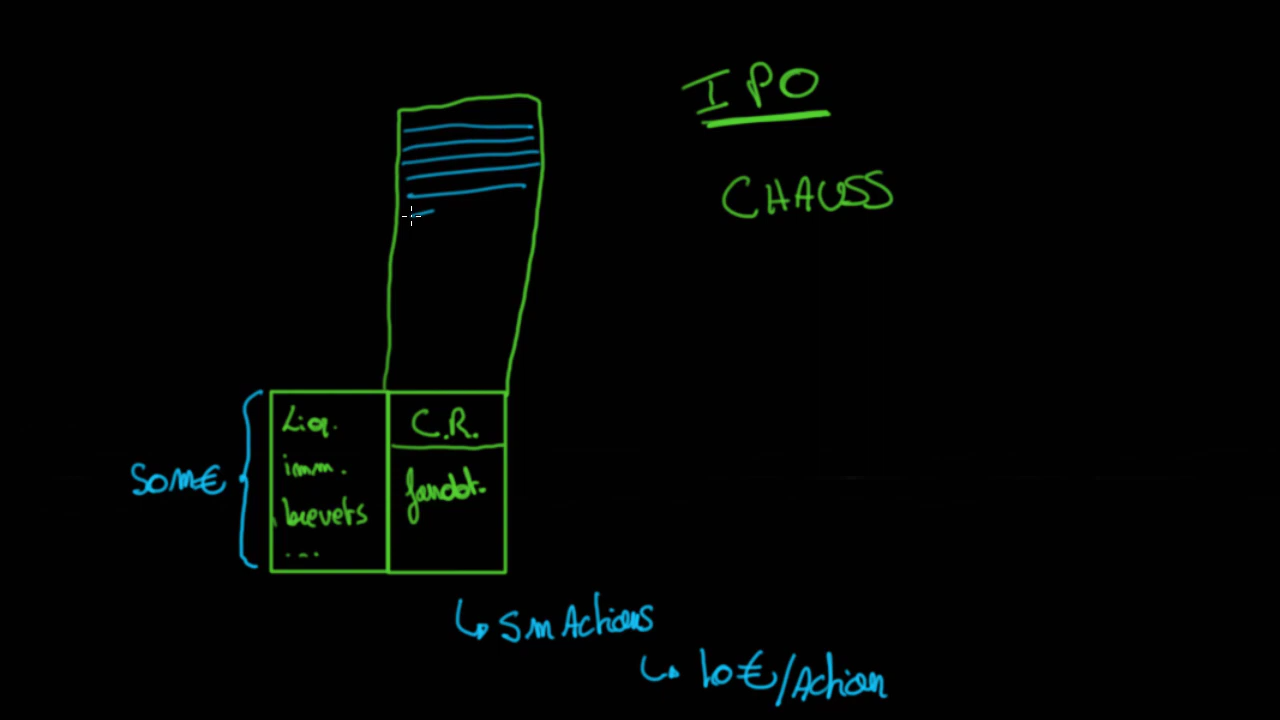 IPO
CHAUSS
Liq.
imm.
brevets
...
C.R.
fondat.
50m€
5m Actions
10€/Action